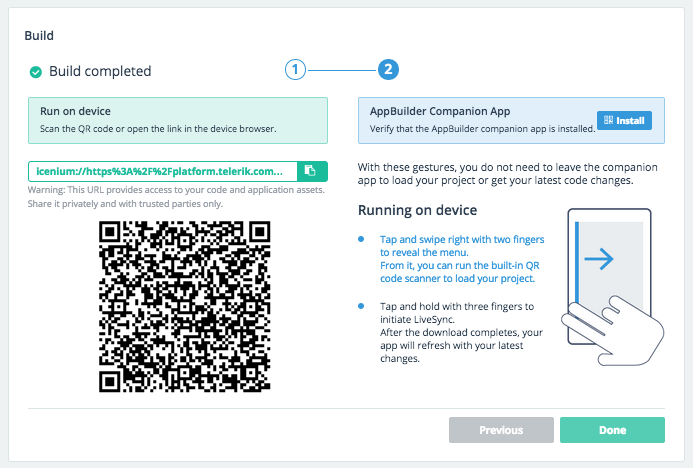 Build
Build completed
1
2
Run on device
Scan the QR code or open the link in the device browser.
AppBuilder Companion App
Verify that the AppBuilder companion app is installed.
Install
icenium://https%3A%2F%2Fplatform.telerik.com...
Warning: This URL provides access to your code and application assets.
Share it privately and with trusted parties only.
With these gestures, you do not need to leave the companion
app to load your project or get your latest code changes.
Running on device
Tap and swipe right with two fingers
to reveal the menu.
From it, you can run the built-in QR
code scanner to load your project.
Tap and hold with three fingers to
initiate LiveSync.
After the download completes, your
app will refresh with your latest
changes.
Previous
Done